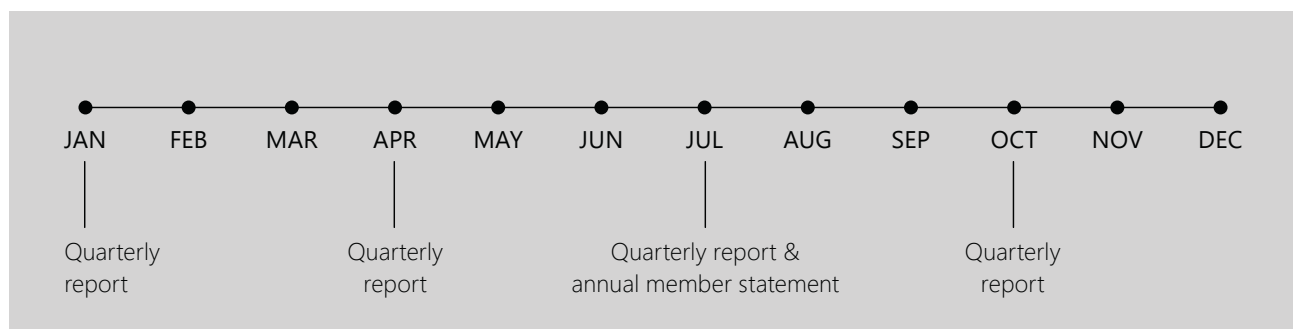 JAN FEB MAR APR MAY JUN JUL AUG SEP OCT NOV DEC
Quarterly
report
Quarterly
report
Quarterly report &
annual member statement
Quarterly
report